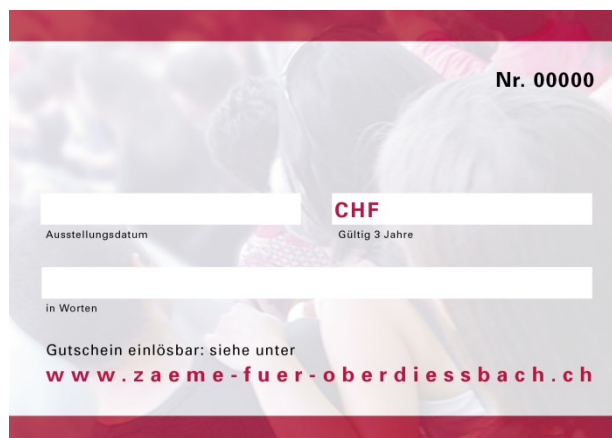 Nr. 00000
CHF
Ausstellungsdatum
Gültig 3 Jahre
in Worten
Gutschein einlösbar: siehe unter
www.zaeme-fuer-oberdiessbach.ch